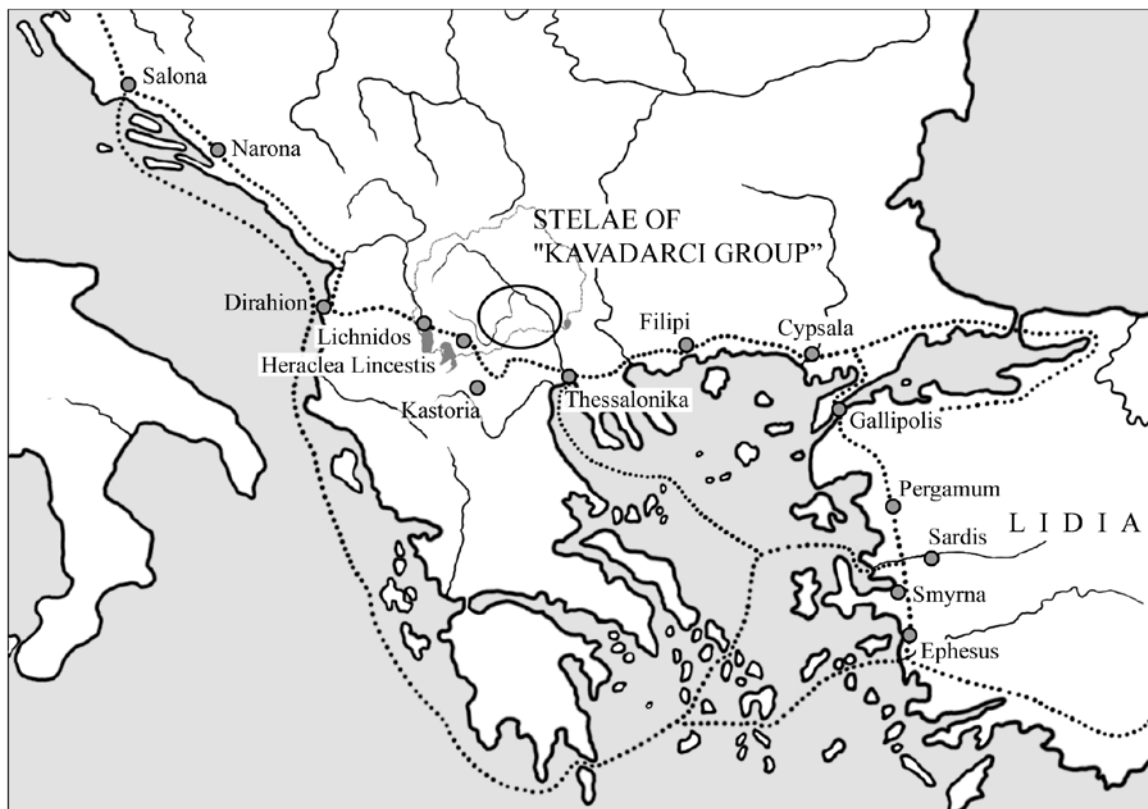 Salona
Narona
STELAE OF
"KAVADARCI GROUP”
Dirahion
Lichnidos
Heraclea Lincestis
Kastoria
Thessalonika
Filipi
Cypsala
Gallipolis
Pergamum
LIDIA
Sardis
Smyrna
Ephesus